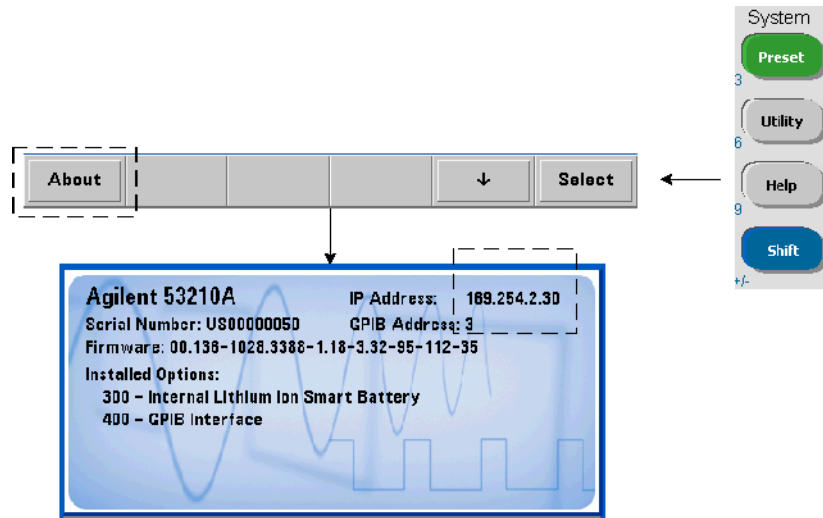 System
Preset
3
Utility
6
Help
9
Shift
+/-
About ↓ Select
Agilent 53210A IP Address: 169.254.2.30
Serial Number: US00000050 GPIB Address: 3
Firmware: 00.136-1028.3388-1.18-3.32-95-112-35
Installed Options:
300 - Internal Lithium Ion Smart Battery
400 - GPIB Interface